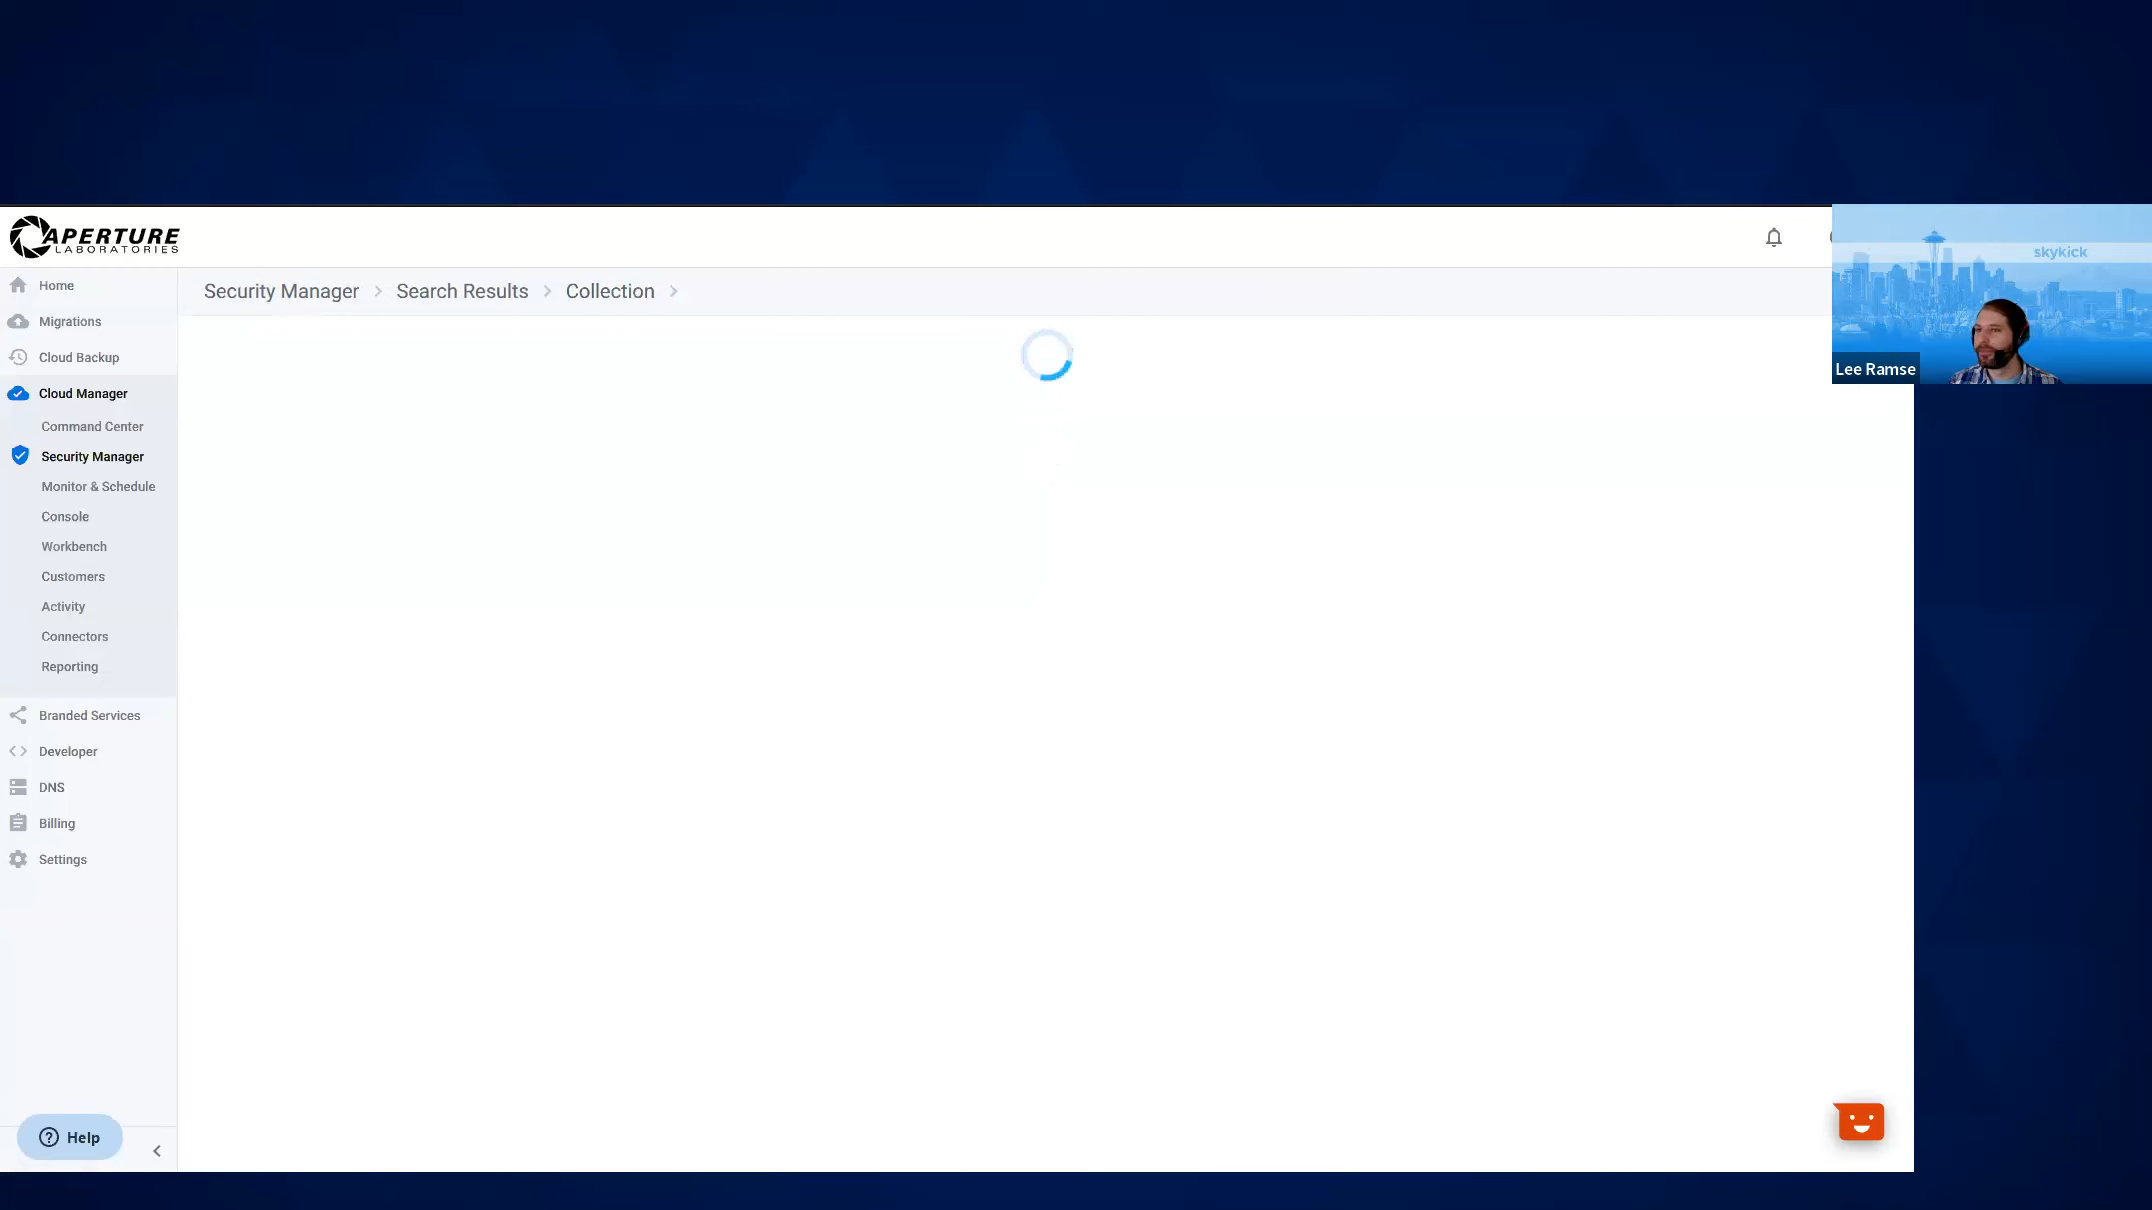 APERTURE
LABORATORIES
Home
Migrations
Cloud Backup
Cloud Manager
Command Center
Security Manager
Monitor & Schedule
Console
Workbench
Customers
Activity
Connectors
Reporting
Branded Services
Developer
DNS
Billing
Settings
Help
Security Manager > Search Results > Collection >
skykick
Lee Ramse